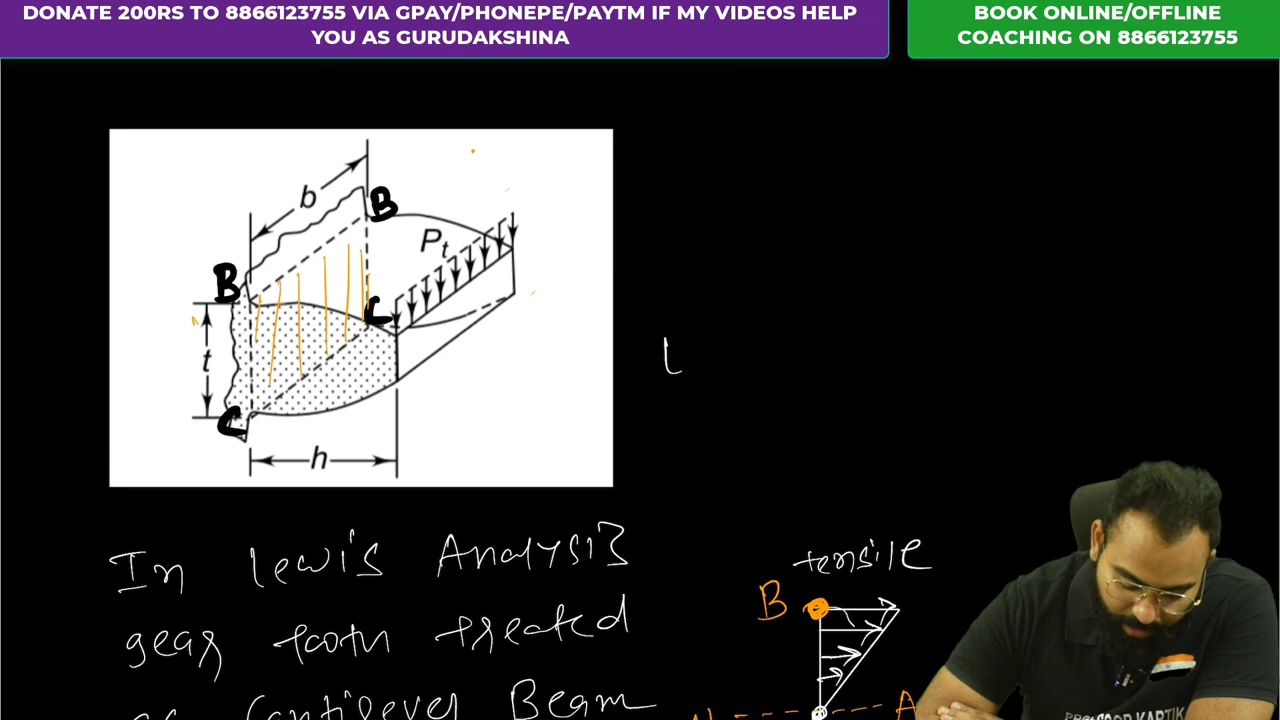 DONATE 200RS TO 8866123755 VIA GPAY/PHONEPE/PAYTM IF MY VIDEOS HELP
YOU AS GURUDAKSHINA
BOOK ONLINE/OFFLINE
COACHING ON 8866123755
b
B
Pt
B
C
t
C
h
In lewis Analysis
gear tooth treated
as Cantilever Beam
tensile
B
N A